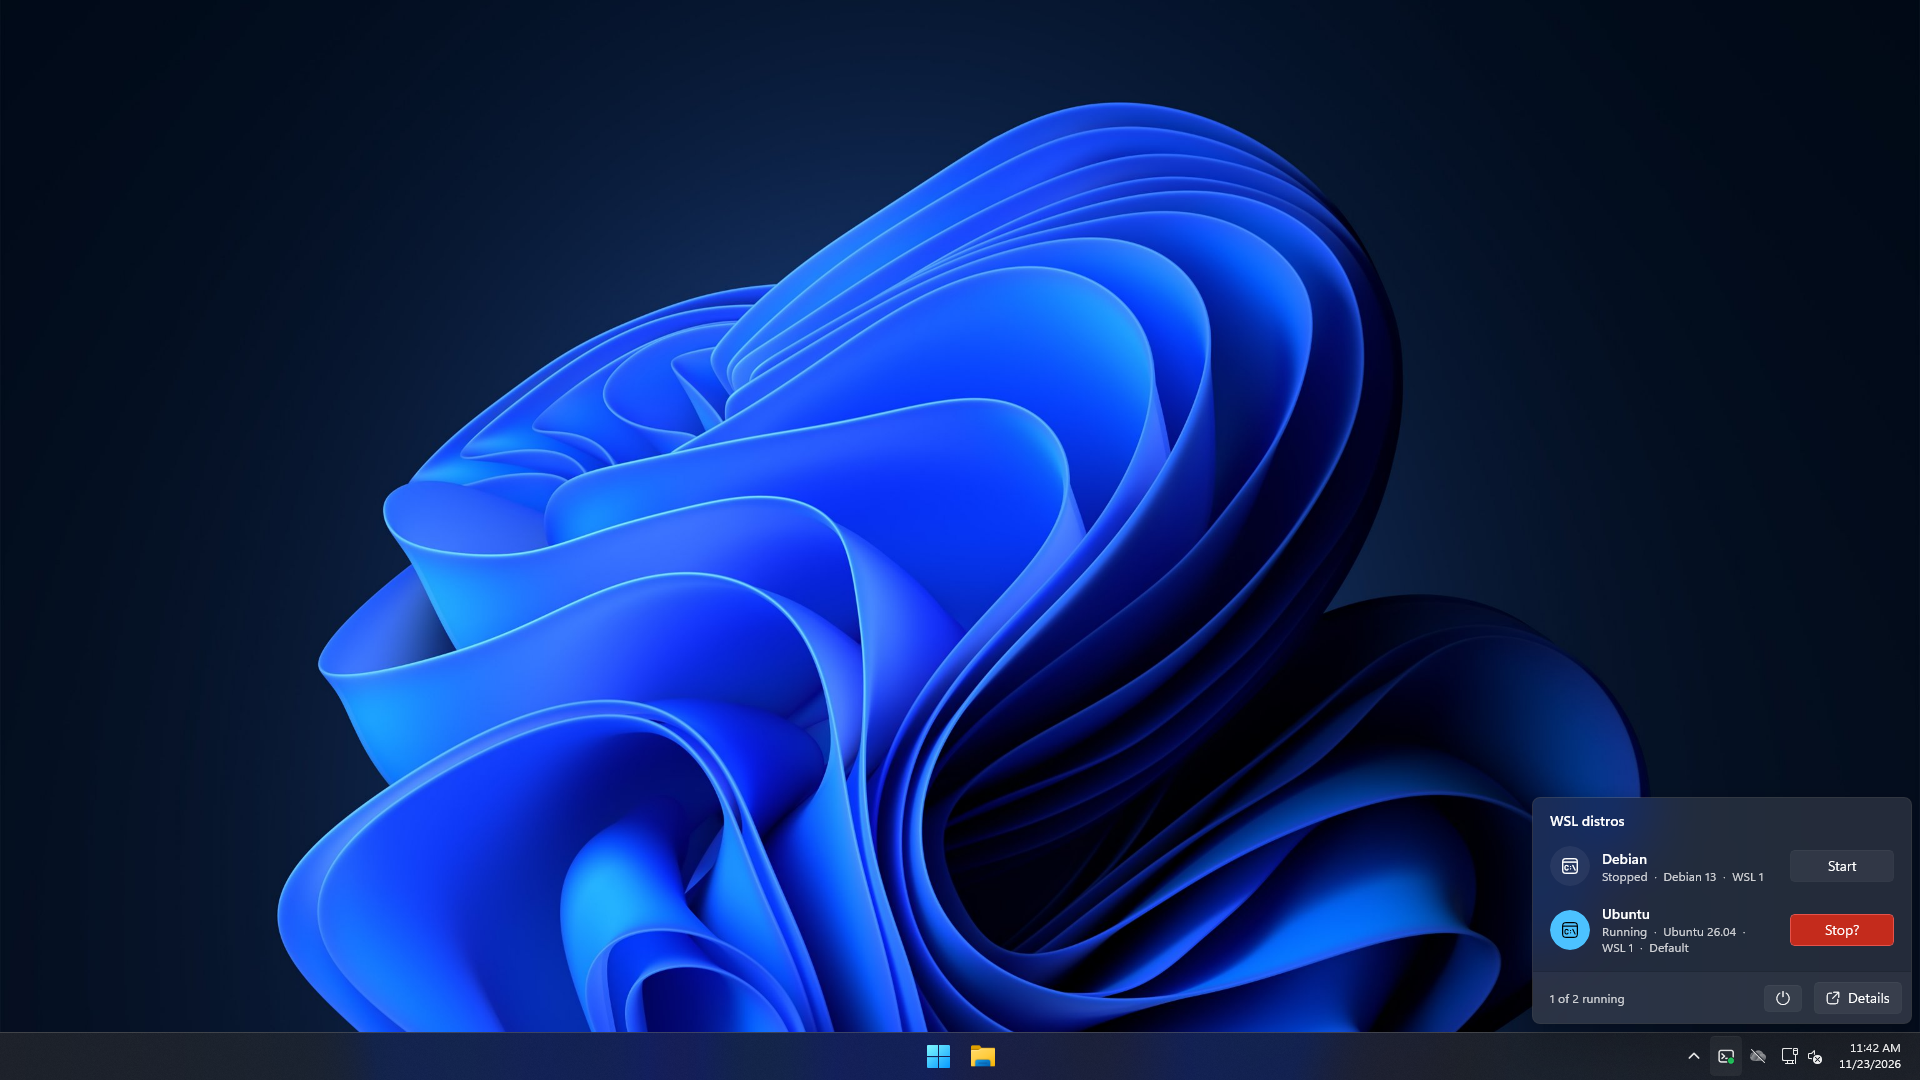 WSL distros
Debian
Stopped · Debian 13 · WSL 1
Start
Ubuntu
Running · Ubuntu 26.04 ·
WSL 1 · Default
Stop?
1 of 2 running
Details
11:42 AM
11/23/2026